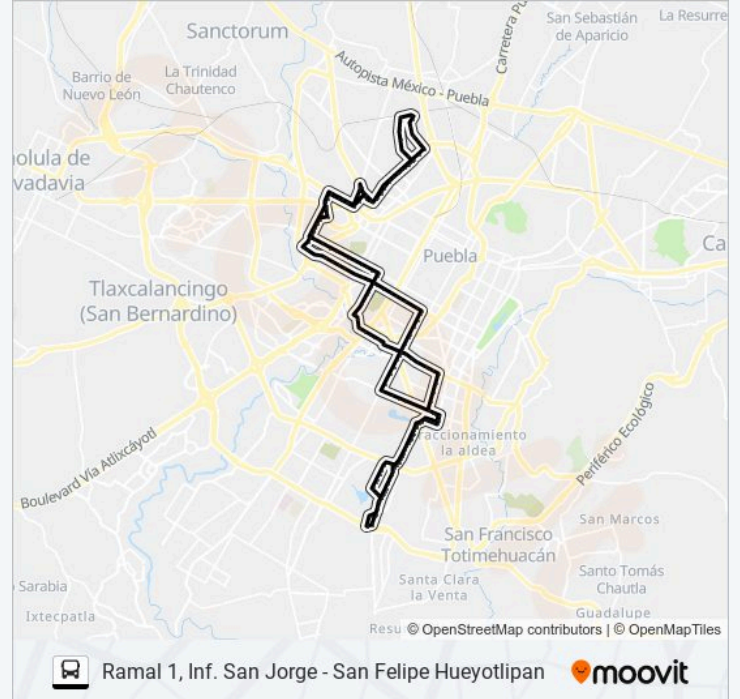 San Sebastián
de Aparicio
La Resurre
Sanctorum
Carretera Pu
Autopista México - Puebla
Barrio de
Nuevo León
La Trinidad
Chautenco
olula de
vadavia
Puebla
Ca
Tlaxcalancingo
(San Bernardino)
raccionamiento
la aldea
Periférico Ecológico
Boulevard Vía Atlixcáyotl
San Marcos
San Francisco
Totimehuacán
Santo Tomás
Chautla
Santa Clara
la Venta
Sarabia
Ixtecpatla
Guadalupe
Resu
© OpenStreetMap contributors | © OpenMapTiles
Ramal 1, Inf. San Jorge - San Felipe Hueyotlipan
moovit